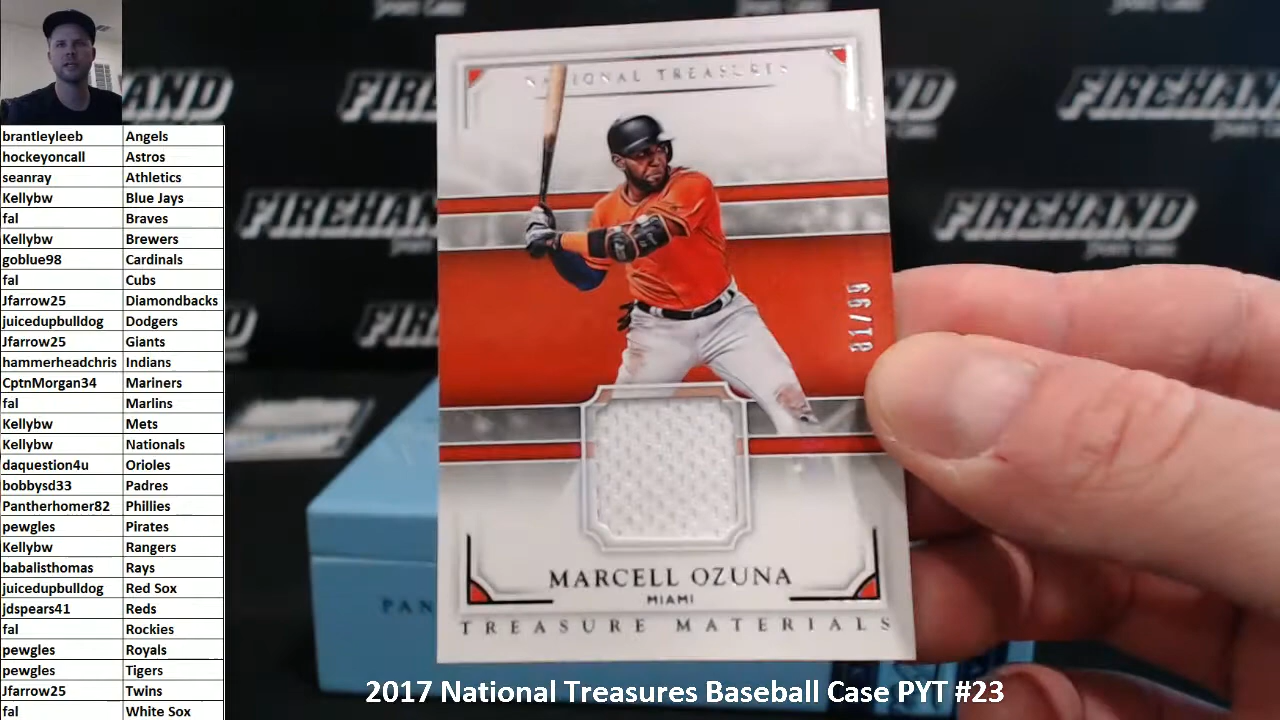 brantleyleeb Angels
hockeyoncall Astros
seanray Athletics
Kellybw Blue Jays
fal Braves
Kellybw Brewers
goblue98 Cardinals
fal Cubs
Jfarrow25 Diamondbacks
juicedupbulldog Dodgers
Jfarrow25 Giants
hammerheadchris Indians
CptnMorgan34 Mariners
fal Marlins
Kellybw Mets
Kellybw Nationals
daquestion4u Orioles
bobbysd33 Padres
Pantherhomer82 Phillies
pewgles Pirates
Kellybw Rangers
babalisthomas Rays
juicedupbulldog Red Sox
jdspears41 Reds
fal Rockies
pewgles Royals
pewgles Tigers
Jfarrow25 Twins
fal White Sox
NATIONAL TREASURES
81/99
MARCELL OZUNA
MIAMI
TREASURE MATERIALS
FIREHAND
FIREHAND
PAN
2017 National Treasures Baseball Case PYT #23